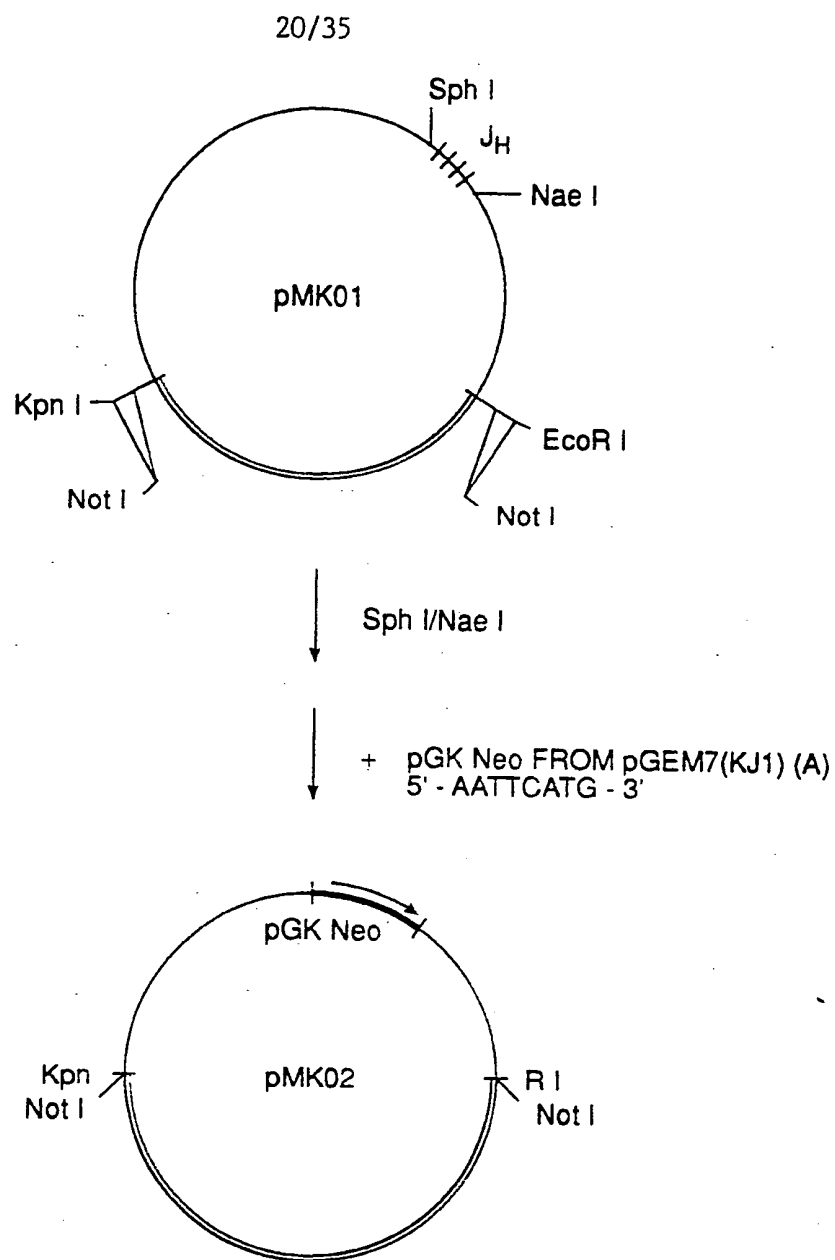 20/35
Sph I
JH
Nae I
pMK01
Kpn I
EcoR I
Not I
Not I
Sph I/Nae I
+ pGK Neo FROM pGEM7(KJ1) (A)
5' - AATTCATG - 3'
pGK Neo
Kpn
Not I
pMK02
R I
Not I